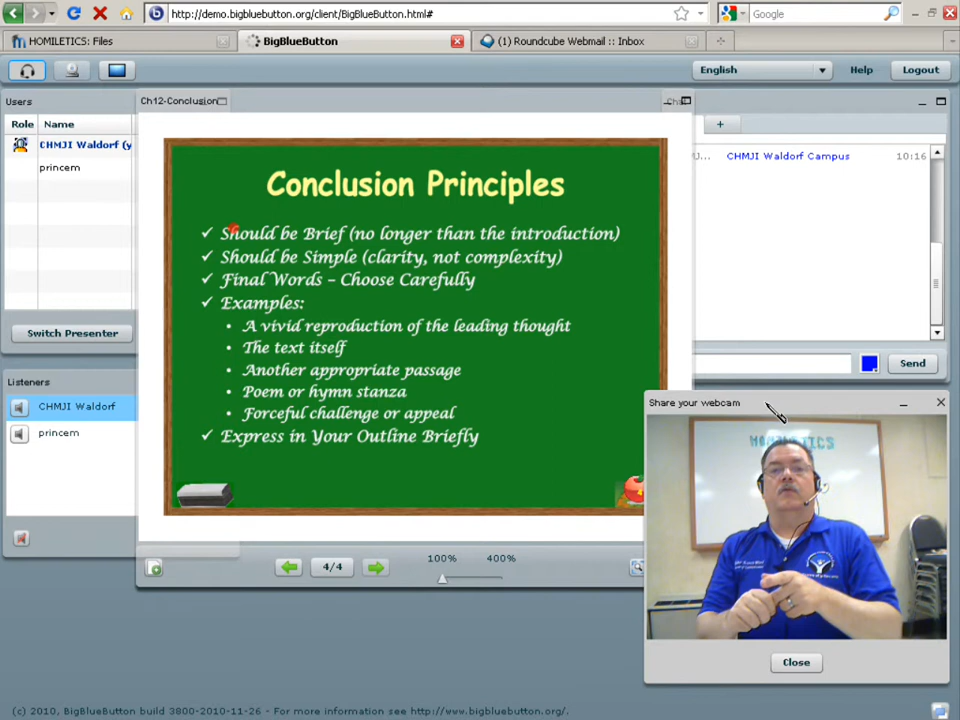 http://demo.bigbluebutton.org/client/BigBlueButton.html#
Google
HOMILETICS: Files
BigBlueButton
(1) Roundcube Webmail :: Inbox
English
Help
Logout
Users
Role Name
CHMJI Waldorf (y
princem
Switch Presenter
Listeners
CHMJI Waldorf
princem
Ch12-Conclusion
Conclusion Principles
✓ Should be Brief (no longer than the introduction)
✓ Should be Simple (clarity, not complexity)
✓ Final Words – Choose Carefully
✓ Examples:
• A vivid reproduction of the leading thought
• The text itself
• Another appropriate passage
• Poem or hymn stanza
• Forceful challenge or appeal
✓ Express in Your Outline Briefly
4/4
100% 400%
Cha
+
CHMJI Waldorf Campus 10:16
Send
Share your webcam
HOMILETICS
Close
(c) 2010, BigBlueButton build 3800-2010-11-26 - For more information see http://www.bigbluebutton.org/.